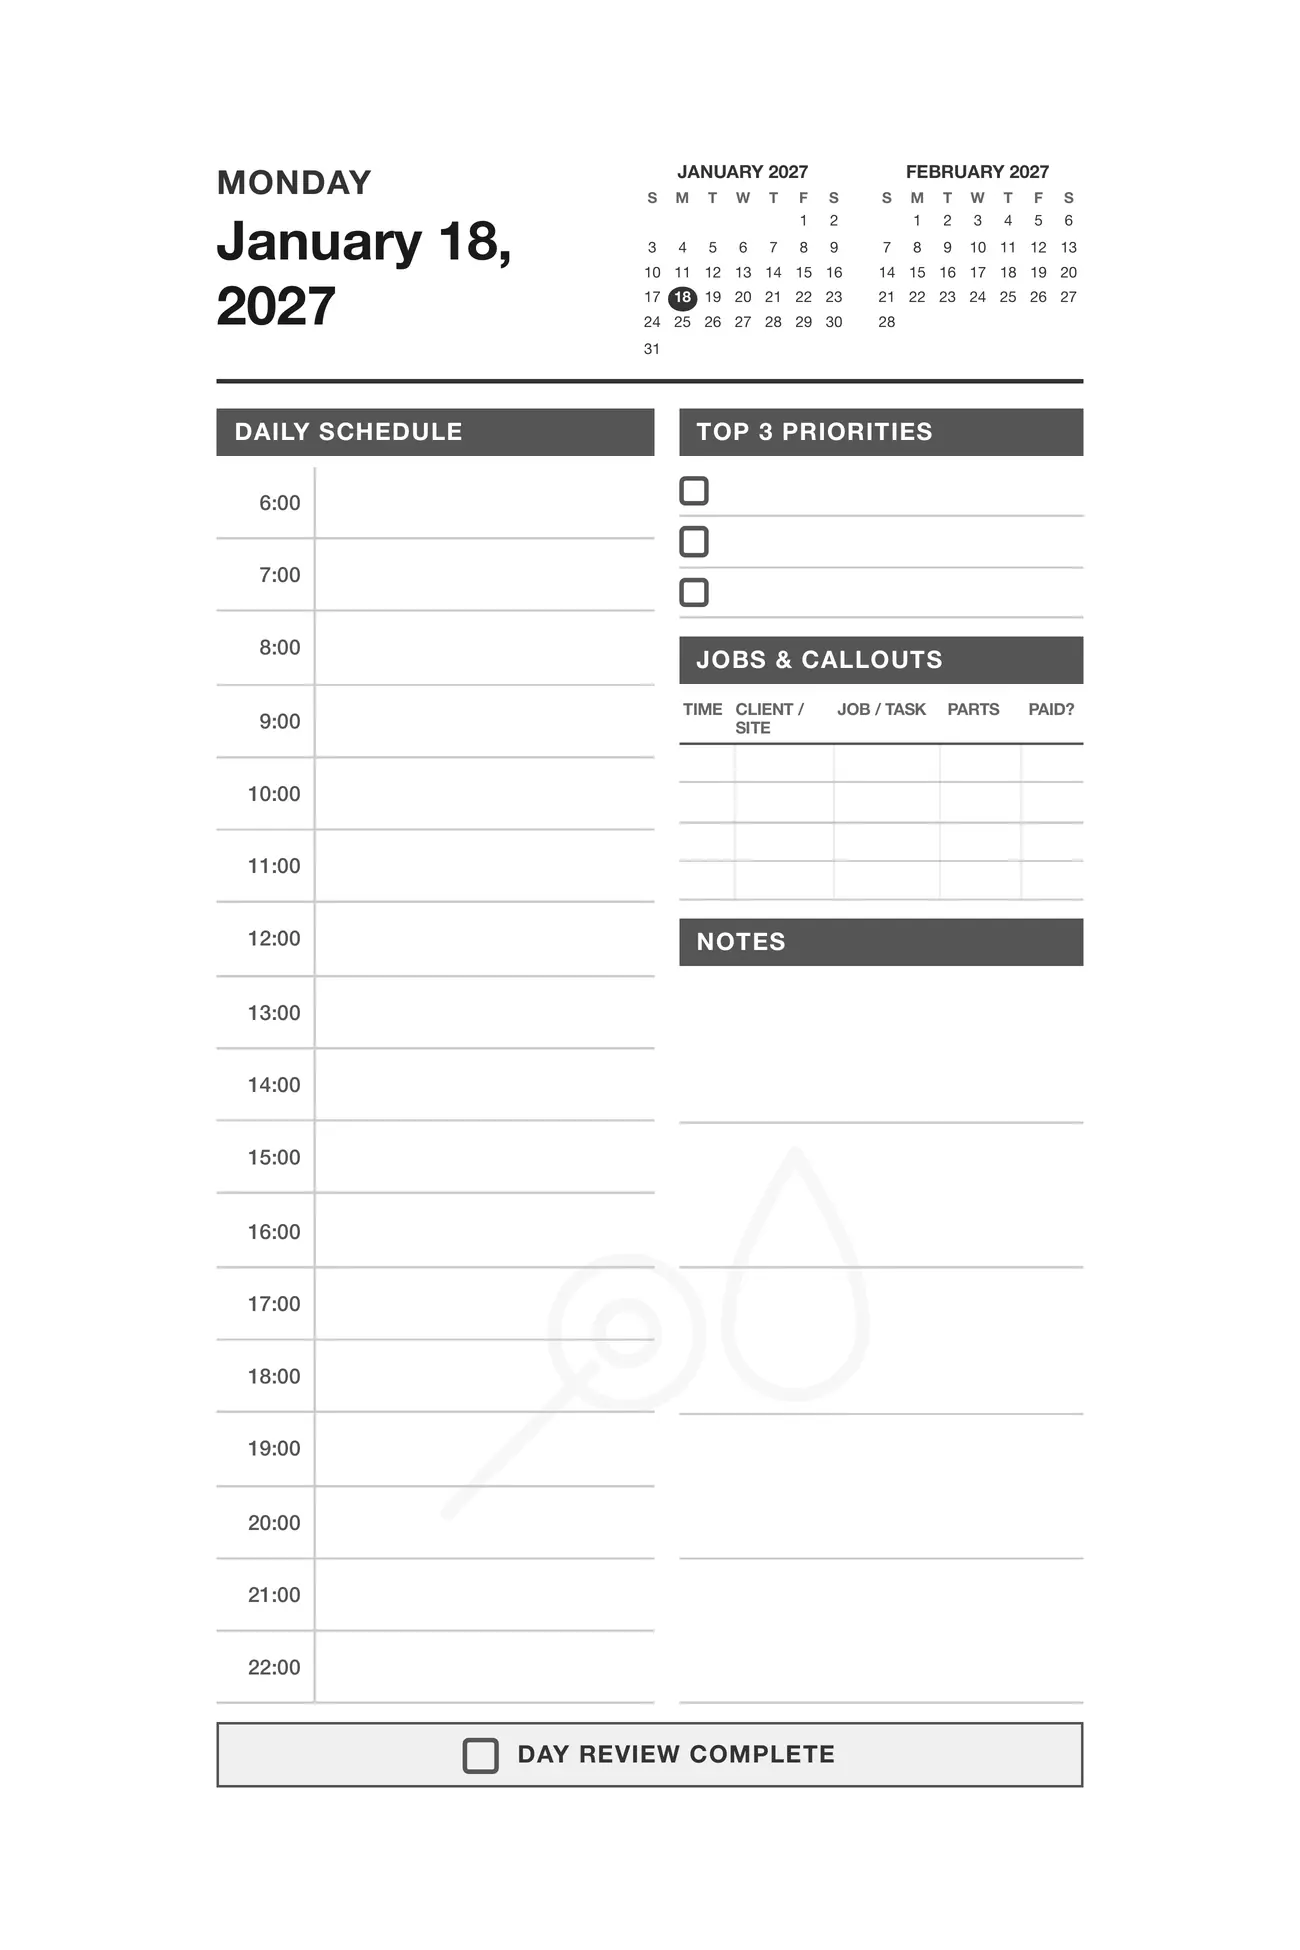 MONDAY
January 18,
2027
JANUARY 2027
S M T W T F S
1 2
3 4 5 6 7 8 9
10 11 12 13 14 15 16
17 18 19 20 21 22 23
24 25 26 27 28 29 30
31
FEBRUARY 2027
S M T W T F S
1 2 3 4 5 6
7 8 9 10 11 12 13
14 15 16 17 18 19 20
21 22 23 24 25 26 27
28
DAILY SCHEDULE
6:00
7:00
8:00
9:00
10:00
11:00
12:00
13:00
14:00
15:00
16:00
17:00
18:00
19:00
20:00
21:00
22:00
TOP 3 PRIORITIES
JOBS & CALLOUTS
TIME CLIENT / JOB / TASK PARTS PAID?
SITE
NOTES
DAY REVIEW COMPLETE